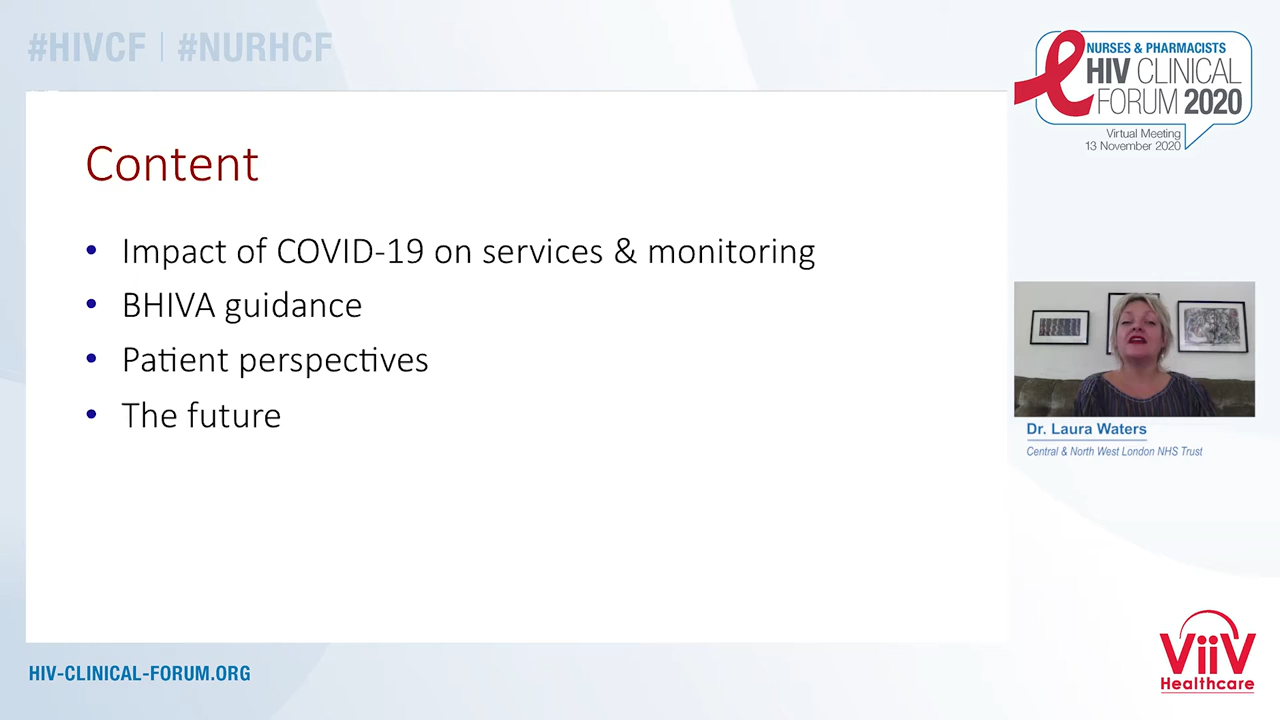 #HIVCF | #NURHCF
NURSES & PHARMACISTS
HIV CLINICAL
FORUM 2020
Virtual Meeting
13 November 2020
Content
• Impact of COVID-19 on services & monitoring
• BHIVA guidance
• Patient perspectives
• The future
Dr. Laura Waters
Central & North West London NHS Trust
HIV-CLINICAL-FORUM.ORG
ViiV
Healthcare